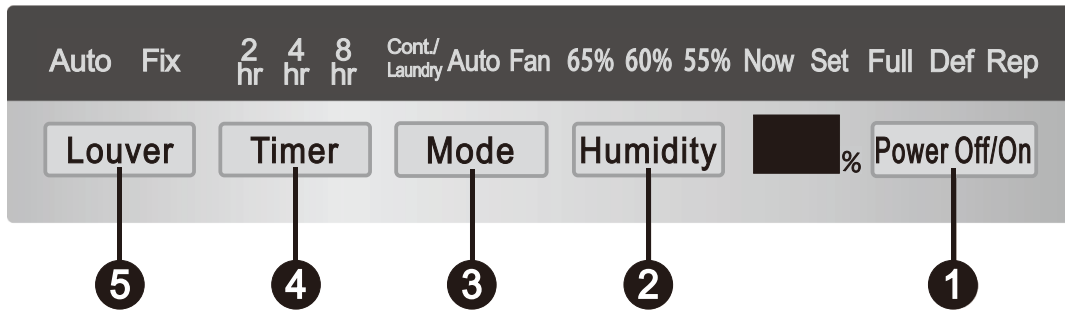 Auto Fix 2 hr 4 hr 8 hr Cont./ Laundry Auto Fan 65% 60% 55% Now Set Full Def Rep
Louver Timer Mode Humidity % Power Off/On
5 4 3 2 1